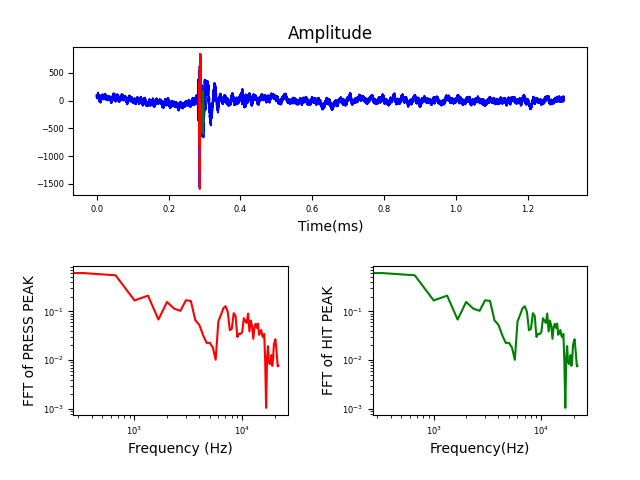 Amplitude
500
0
−500
−1000
−1500
0.0 0.2 0.4 0.6 0.8 1.0 1.2
Time(ms)
FFT of PRESS PEAK
10⁻¹
10⁻²
10⁻³
10³ 10⁴
Frequency (Hz)
FFT of HIT PEAK
10⁻¹
10⁻²
10⁻³
10³ 10⁴
Frequency(Hz)